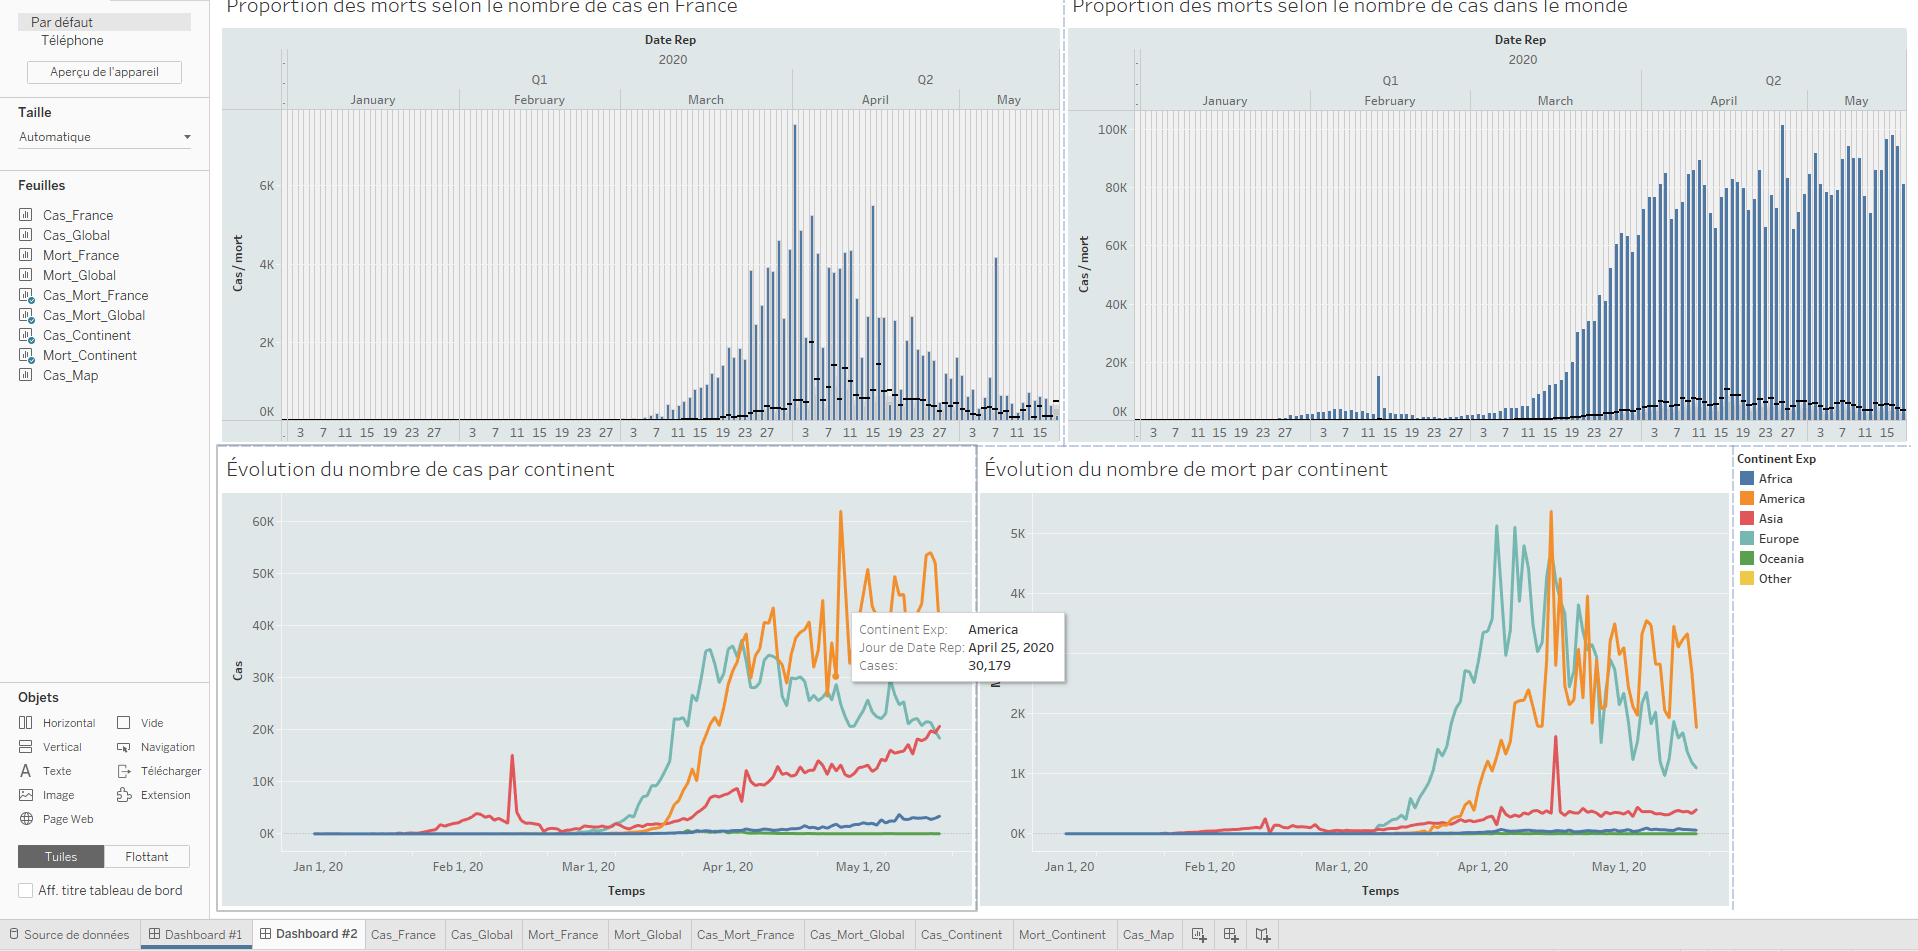 Par défaut
Téléphone
Aperçu de l'appareil
Taille
Automatique
Feuilles
Cas_France
Cas_Global
Mort_France
Mort_Global
Cas_Mort_France
Cas_Mort_Global
Cas_Continent
Mort_Continent
Cas_Map
Objets
Horizontal Vide
Vertical Navigation
Texte Télécharger
Image Extension
Page Web
Tuiles Flottant
Aff. titre tableau de bord
Proportion des morts selon le nombre de cas en France
Date Rep
2020
Q1 Q2
January February March April May
Cas / mort
6K
4K
2K
0K
3 7 11 15 19 23 27 3 7 11 15 19 23 27 3 7 11 15 19 23 27 3 7 11 15 19 23 27 3 7 11 15
Proportion des morts selon le nombre de cas dans le monde
Date Rep
2020
Q1 Q2
January February March April May
Cas / mort
100K
80K
60K
40K
20K
0K
3 7 11 15 19 23 27 3 7 11 15 19 23 27 3 7 11 15 19 23 27 3 7 11 15 19 23 27 3 7 11 15
Évolution du nombre de cas par continent
Cas
60K
50K
40K
30K
20K
10K
0K
Jan 1, 20 Feb 1, 20 Mar 1, 20 Apr 1, 20 May 1, 20
Temps
Continent Exp: America
Jour de Date Rep: April 25, 2020
Cases: 30,179
Évolution du nombre de mort par continent
5K
4K
2K
1K
0K
Jan 1, 20 Feb 1, 20 Mar 1, 20 Apr 1, 20 May 1, 20
Temps
Continent Exp
Africa
America
Asia
Europe
Oceania
Other
Source de données Dashboard #1 Dashboard #2 Cas_France Cas_Global Mort_France Mort_Global Cas_Mort_France Cas_Mort_Global Cas_Continent Mort_Continent Cas_Map